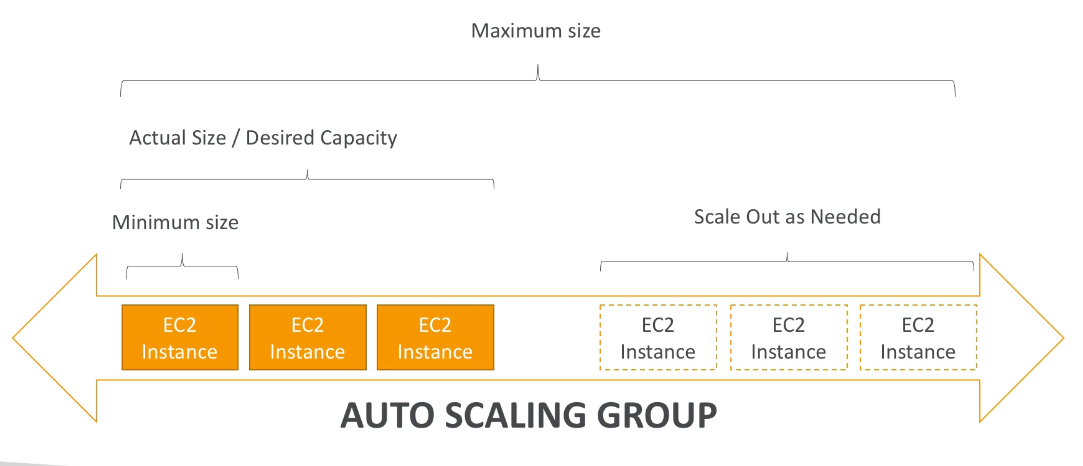 Maximum size
Actual Size / Desired Capacity
Minimum size
Scale Out as Needed
EC2
Instance
EC2
Instance
EC2
Instance
EC2
Instance
EC2
Instance
EC2
Instance
AUTO SCALING GROUP